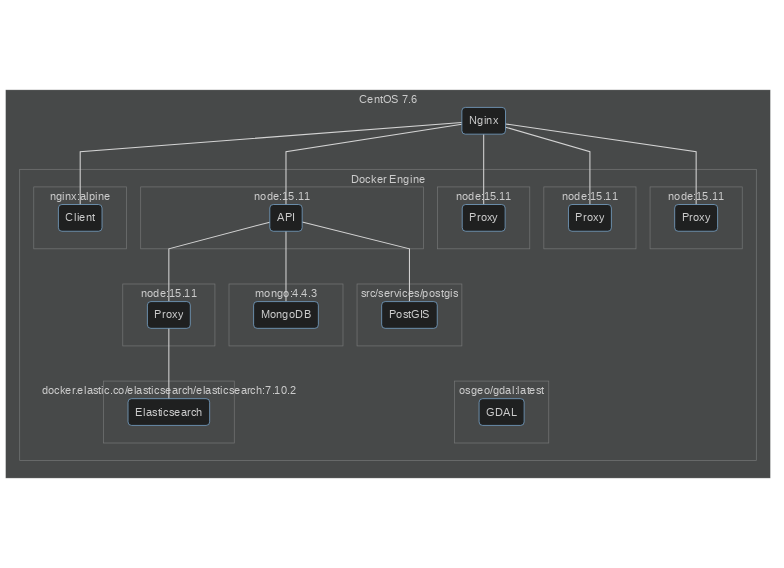 CentOS 7.6
Nginx
Docker Engine
nginx:alpine
node:15.11
node:15.11
node:15.11
node:15.11
Client
API
Proxy
Proxy
Proxy
node:15.11
mongo:4.4.3
src/services/postgis
Proxy
MongoDB
PostGIS
docker.elastic.co/elasticsearch/elasticsearch:7.10.2
osgeo/gdal:latest
Elasticsearch
GDAL